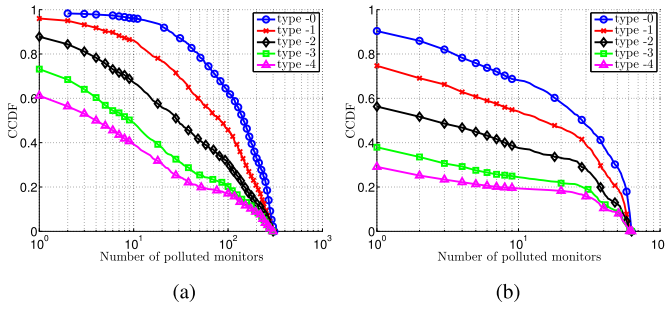 1
0.8
0.6
0.4
0.2
0
CCDF
10^0
10^1
10^2
10^3
Number of polluted monitors
type -0
type -1
type -2
type -3
type -4
(a)
1
0.8
0.6
0.4
0.2
0
CCDF
10^0
10^1
10
Number of polluted monitors
type -0
type -1
type -2
type -3
type -4
(b)